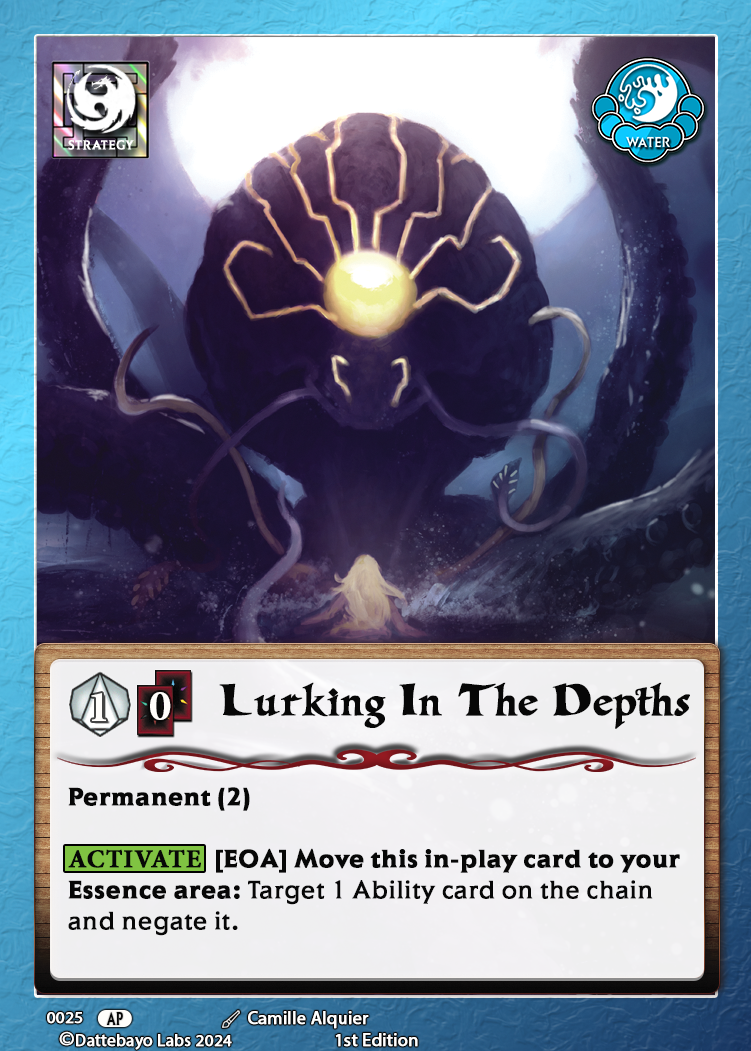 STRATEGY
WATER
1 0 Lurking In The Depths
Permanent (2)
ACTIVATE [EOA] Move this in-play card to your
Essence area: Target 1 Ability card on the chain
and negate it.
0025 AP Camille Alquier
©Dattebayo Labs 2024 1st Edition